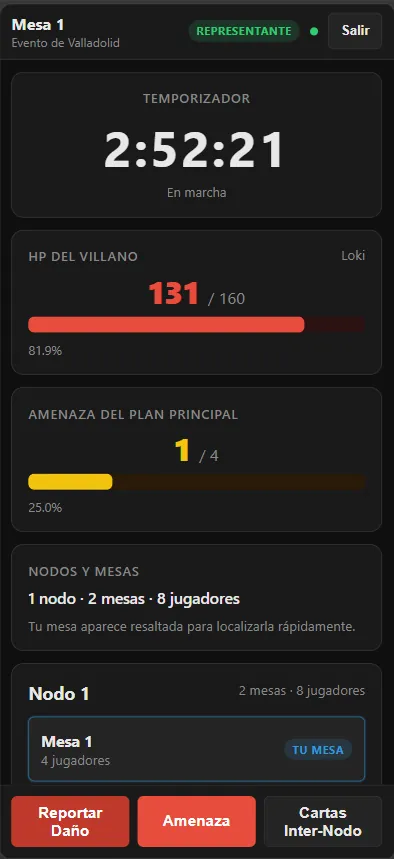 Mesa 1
Evento de Valladolid
REPRESENTANTE
Salir
TEMPORIZADOR
2:52:21
En marcha
HP DEL VILLANO
Loki
131 / 160
81.9%
AMENAZA DEL PLAN PRINCIPAL
1 / 4
25.0%
NODOS Y MESAS
1 nodo · 2 mesas · 8 jugadores
Tu mesa aparece resaltada para localizarla rápidamente.
Nodo 1
2 mesas · 8 jugadores
Mesa 1
4 jugadores
TU MESA
Reportar
Daño
Amenaza
Cartas
Inter-Nodo